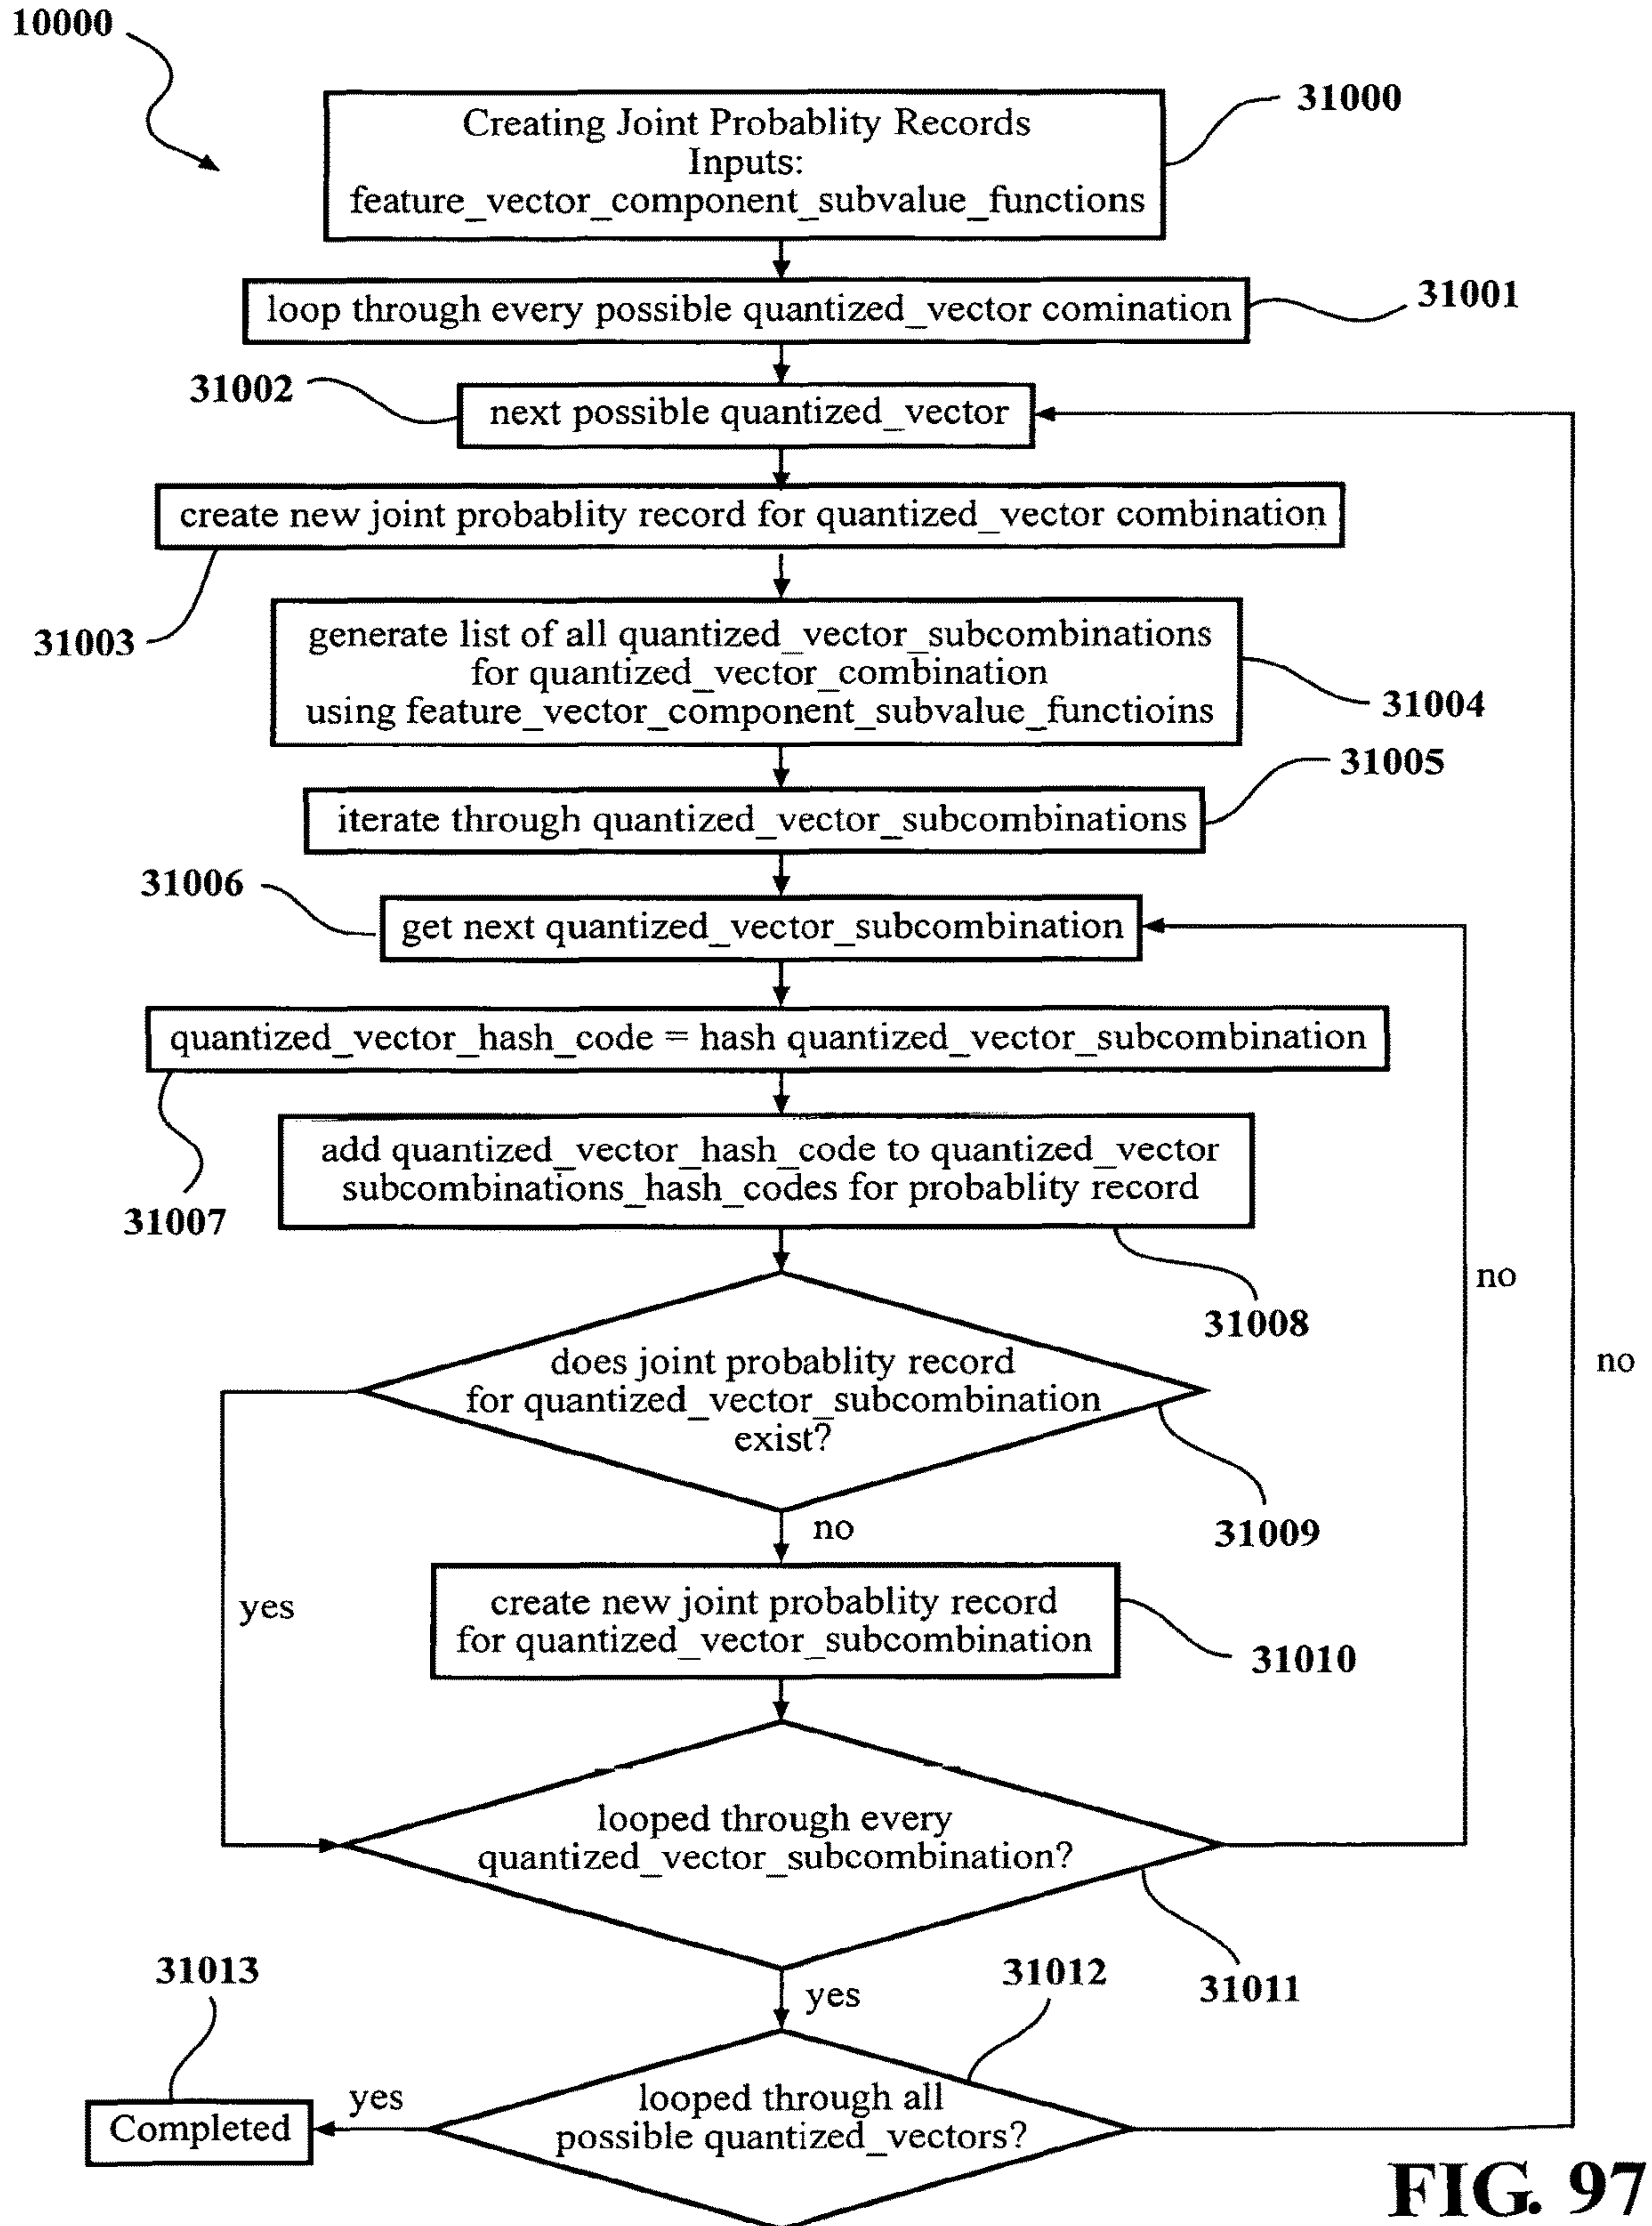 10000
31000
Creating Joint Probablity Records
Inputs:
feature_vector_component_subvalue_functions
31001
loop through every possible quantized_vector comination
31002
next possible quantized_vector
create new joint probablity record for quantized_vector combination
31003
generate list of all quantized_vector_subcombinations
for quantized_vector_combination
using feature_vector_component_subvalue_functioins
31004
31005
iterate through quantized_vector_subcombinations
31006
get next quantized_vector_subcombination
quantized_vector_hash_code = hash quantized_vector_subcombination
31007
add quantized_vector_hash_code to quantized_vector
subcombinations_hash_codes for probablity record
31008
no
no
does joint probablity record
for quantized_vector_subcombination
exist?
31009
no
yes
create new joint probablity record
for quantized_vector_subcombination
31010
looped through every
quantized_vector_subcombination?
31011
yes
31012
31013
looped through all
possible quantized_vectors?
yes
Completed
FIG. 97